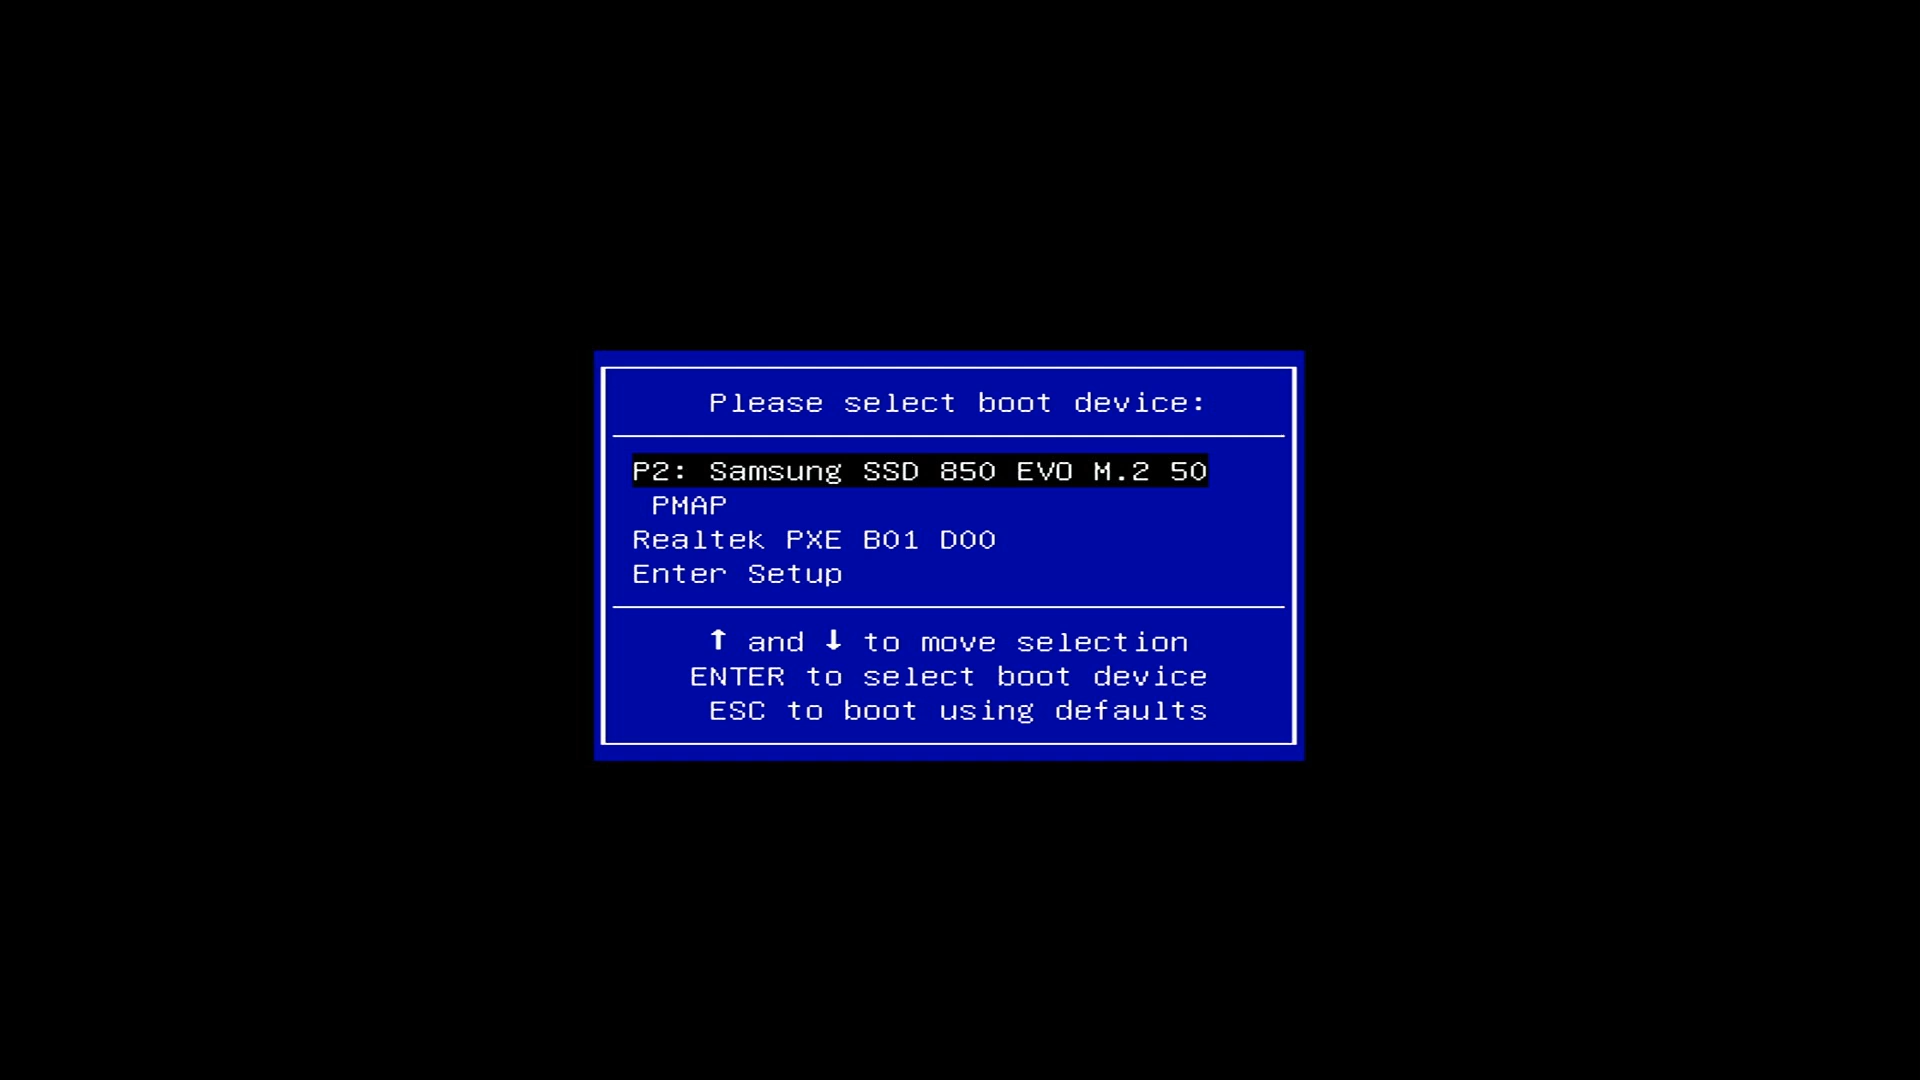 Please select boot device:
P2: Samsung SSD 850 EVO M.2 50
PMAP
Realtek PXE B01 D00
Enter Setup
↑ and ↓ to move selection
ENTER to select boot device
ESC to boot using defaults